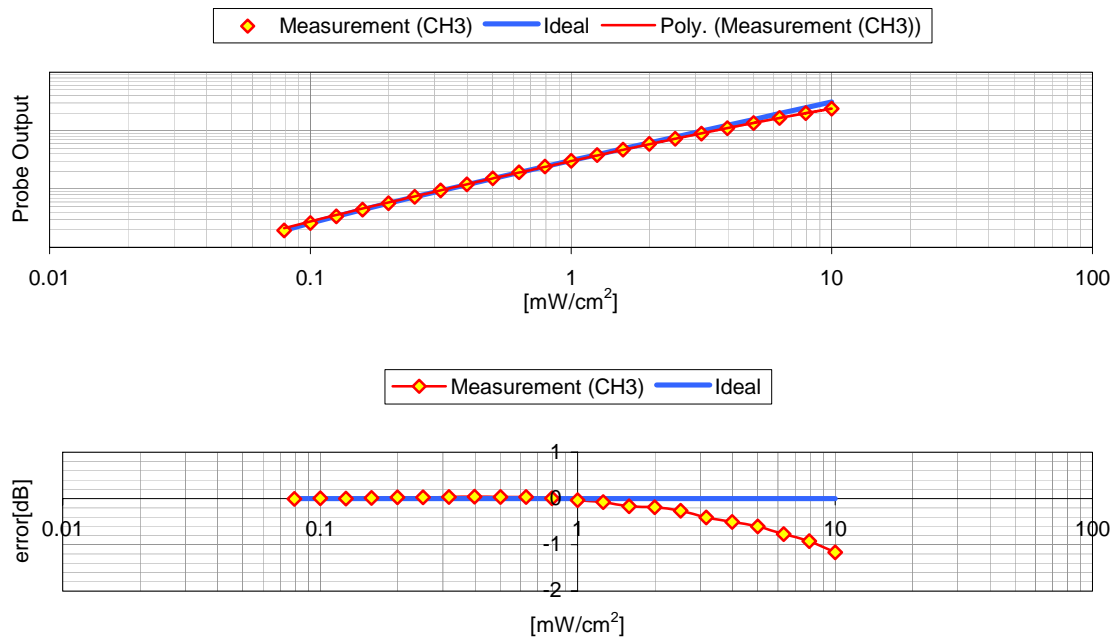 Measurement (CH3) Ideal Poly. (Measurement (CH3))
Probe Output
0.01 0.1 1 10 100
[mW/cm²]
Measurement (CH3) Ideal
error[dB]
1
0
0.01 0.1 1 10 100
-1
-2
[mW/cm²]